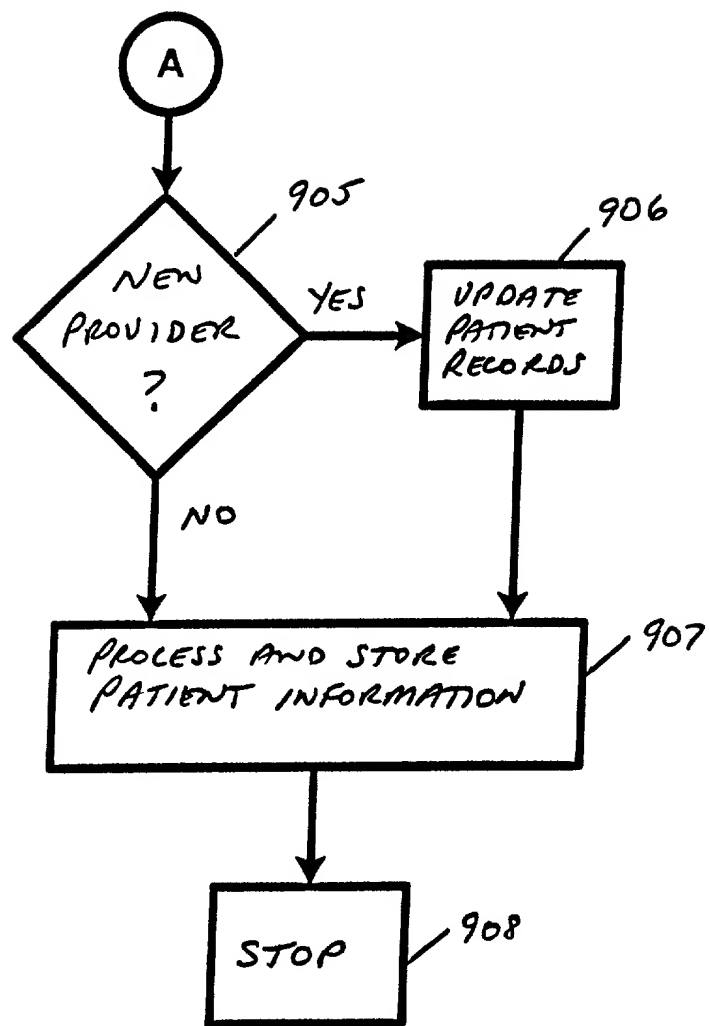 A
905
NEW
PROVIDER
?
YES
906
UPDATE
PATIENT
RECORDS
NO
PROCESS AND STORE
PATIENT INFORMATION
907
STOP
908